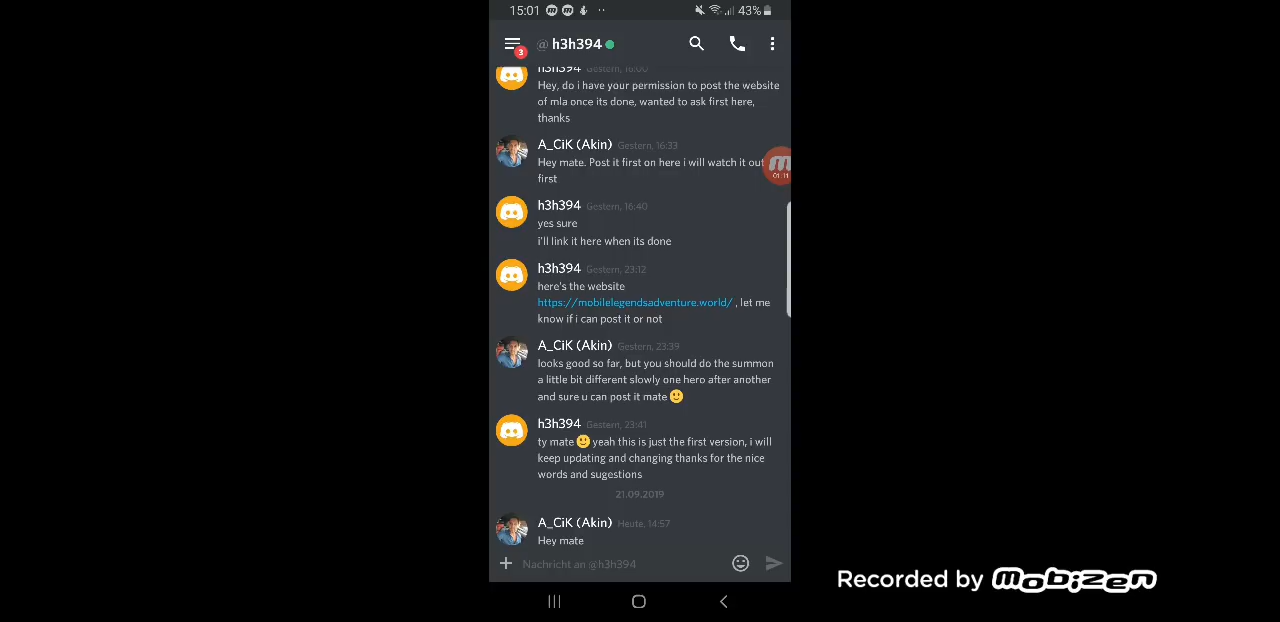 15:01
43%
3
@ h3h394
h3h394 Gestern, 16:00
Hey, do i have your permission to post the website
of mla once its done, wanted to ask first here,
thanks
A_CiK (Akin) Gestern, 16:33
Hey mate. Post it first on here i will watch it out
first
01:11
h3h394 Gestern, 16:40
yes sure
i'll link it here when its done
h3h394 Gestern, 23:12
here's the website
https://mobilelegendsadventure.world/ , let me
know if i can post it or not
A_CiK (Akin) Gestern, 23:39
looks good so far, but you should do the summon
a little bit different slowly one hero after another
and sure u can post it mate 🙂
h3h394 Gestern, 23:41
ty mate 🙂 yeah this is just the first version, i will
keep updating and changing thanks for the nice
words and sugestions
21.09.2019
A_CiK (Akin) Heute, 14:57
Hey mate
Nachricht an @h3h394
Recorded by mobizen